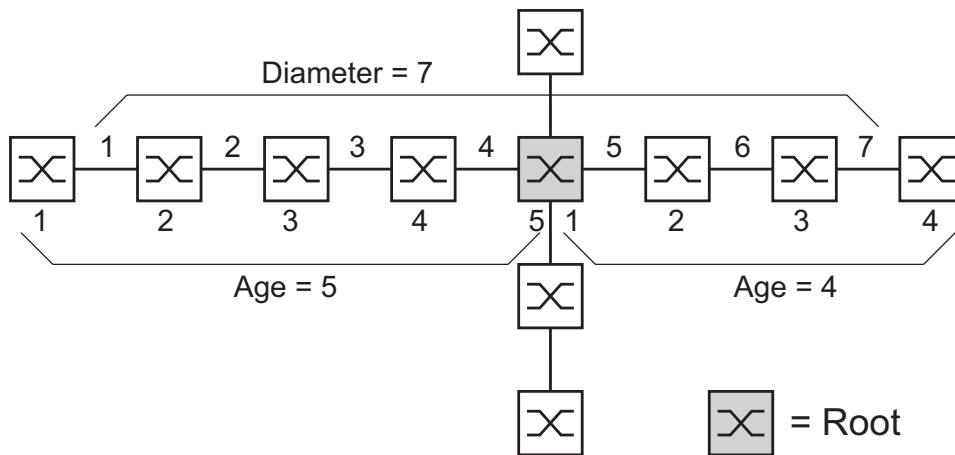 Diameter = 7
1 2 3 4 5 6 7
1 2 3 4 5 1 2 3 4
Age = 5 Age = 4
= Root